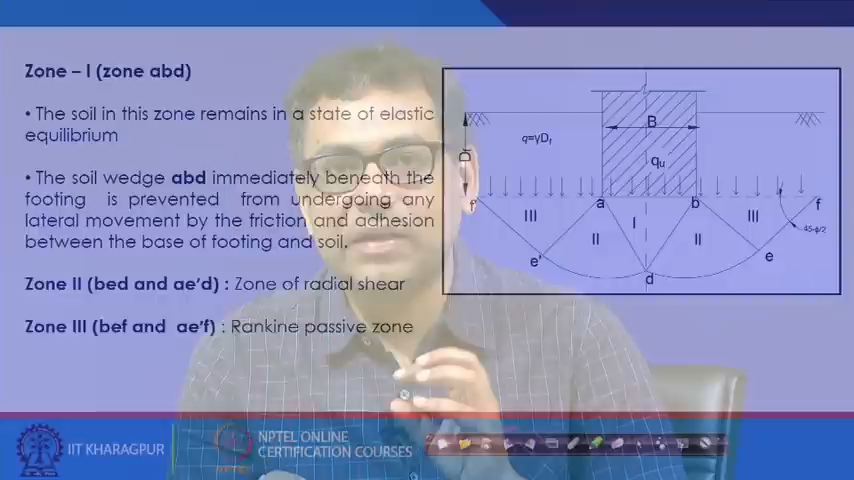 Zone – I (zone abd)
• The soil in this zone remains in a state of elastic
equilibrium
• The soil wedge abd immediately beneath the
footing is prevented from undergoing any
lateral movement by the friction and adhesion
between the base of footing and soil.
Zone II (bed and ae'd) : Zone of radial shear
Zone III (bef and ae'f) : Rankine passive zone
B
q=γDf
qu
Df
f'
a
b
f
III
I
III
II
II
45-ϕ/2
e'
e
d
IIT KHARAGPUR
NPTEL ONLINE
CERTIFICATION COURSES